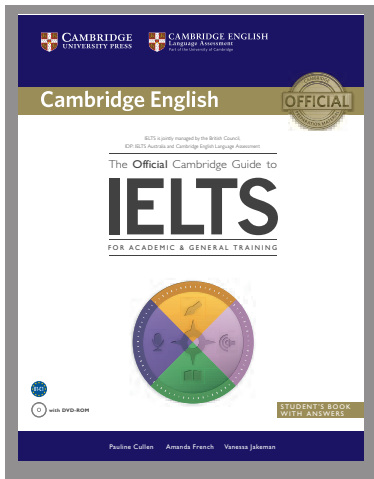 CAMBRIDGE
UNIVERSITY PRESS
CAMBRIDGE ENGLISH
Language Assessment
Part of the University of Cambridge
Cambridge English
OFFICIAL
IELTS is jointly managed by the British Council,
IDP: IELTS Australia and Cambridge English Language Assessment
The Official Cambridge Guide to
IELTS
FOR ACADEMIC & GENERAL TRAINING
with DVD-ROM
STUDENT'S BOOK
WITH ANSWERS
Pauline Cullen Amanda French Vanessa Jakeman